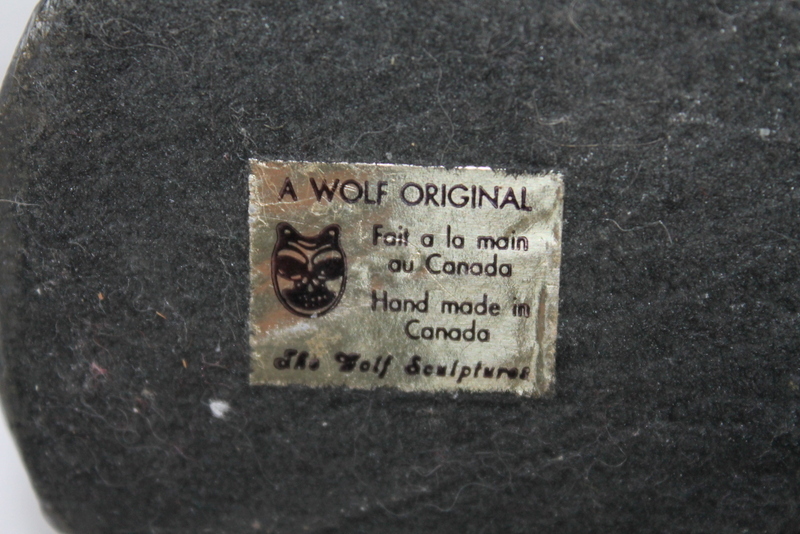 A WOLF ORIGINAL
Fait a la main
au Canada
Hand made in
Canada
The Wolf Sculptures